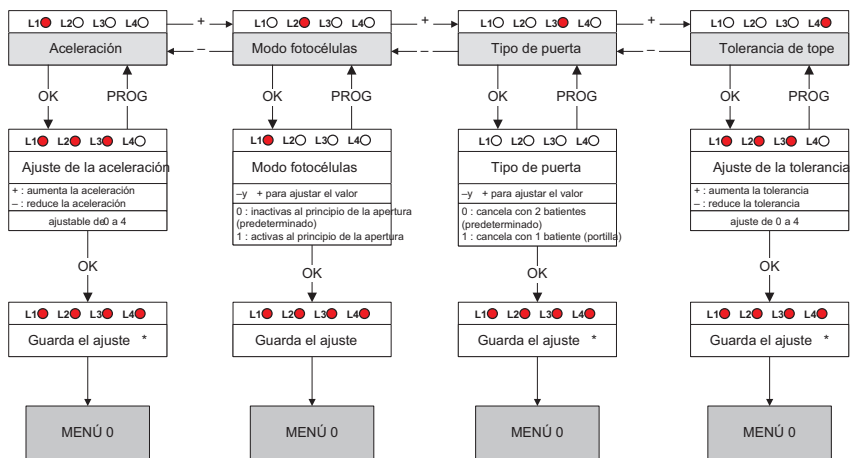 L1 L2 L3 L4 + L1 L2 L3 L4 + L1 L2 L3 L4 + L1 L2 L3 L4
Aceleración – Modo fotocélulas – Tipo de puerta – Tolerancia de tope
OK PROG OK PROG OK PROG OK PROG
L1 L2 L3 L4
Ajuste de la aceleración
+ : aumenta la aceleración
– : reduce la aceleración
ajustable de0 a 4
OK
L1 L2 L3 L4
Guarda el ajuste *
MENÚ 0
L1 L2 L3 L4
Modo fotocélulas
–y + para ajustar el valor
0 : inactivas al principio de la apertura
(predeterminado)
1 : activas al principio de la apertura
OK
L1 L2 L3 L4
Guarda el ajuste
MENÚ 0
L1 L2 L3 L4
Tipo de puerta
–y + para ajustar el valor
0 : cancela con 2 batientes
(predeterminado)
1 : cancela con 1 batiente (portilla)
OK
L1 L2 L3 L4
Guarda el ajuste *
MENÚ 0
L1 L2 L3 L4
Ajuste de la tolerancia
+ : aumenta la tolerancia
– : reduce la tolerancia
ajuste de 0 a 4
OK
L1 L2 L3 L4
Guarda el ajuste *
MENÚ 0